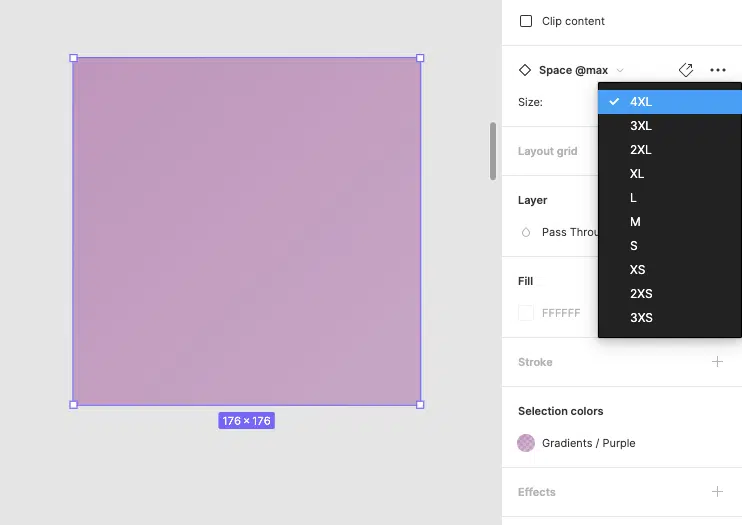 Clip content
Space @max
Size:
4XL
3XL
2XL
XL
L
M
S
XS
2XS
3XS
Layout grid
Layer
Pass Throu
Fill
FFFFFF
Stroke
Selection colors
Gradients / Purple
Effects
176 × 176